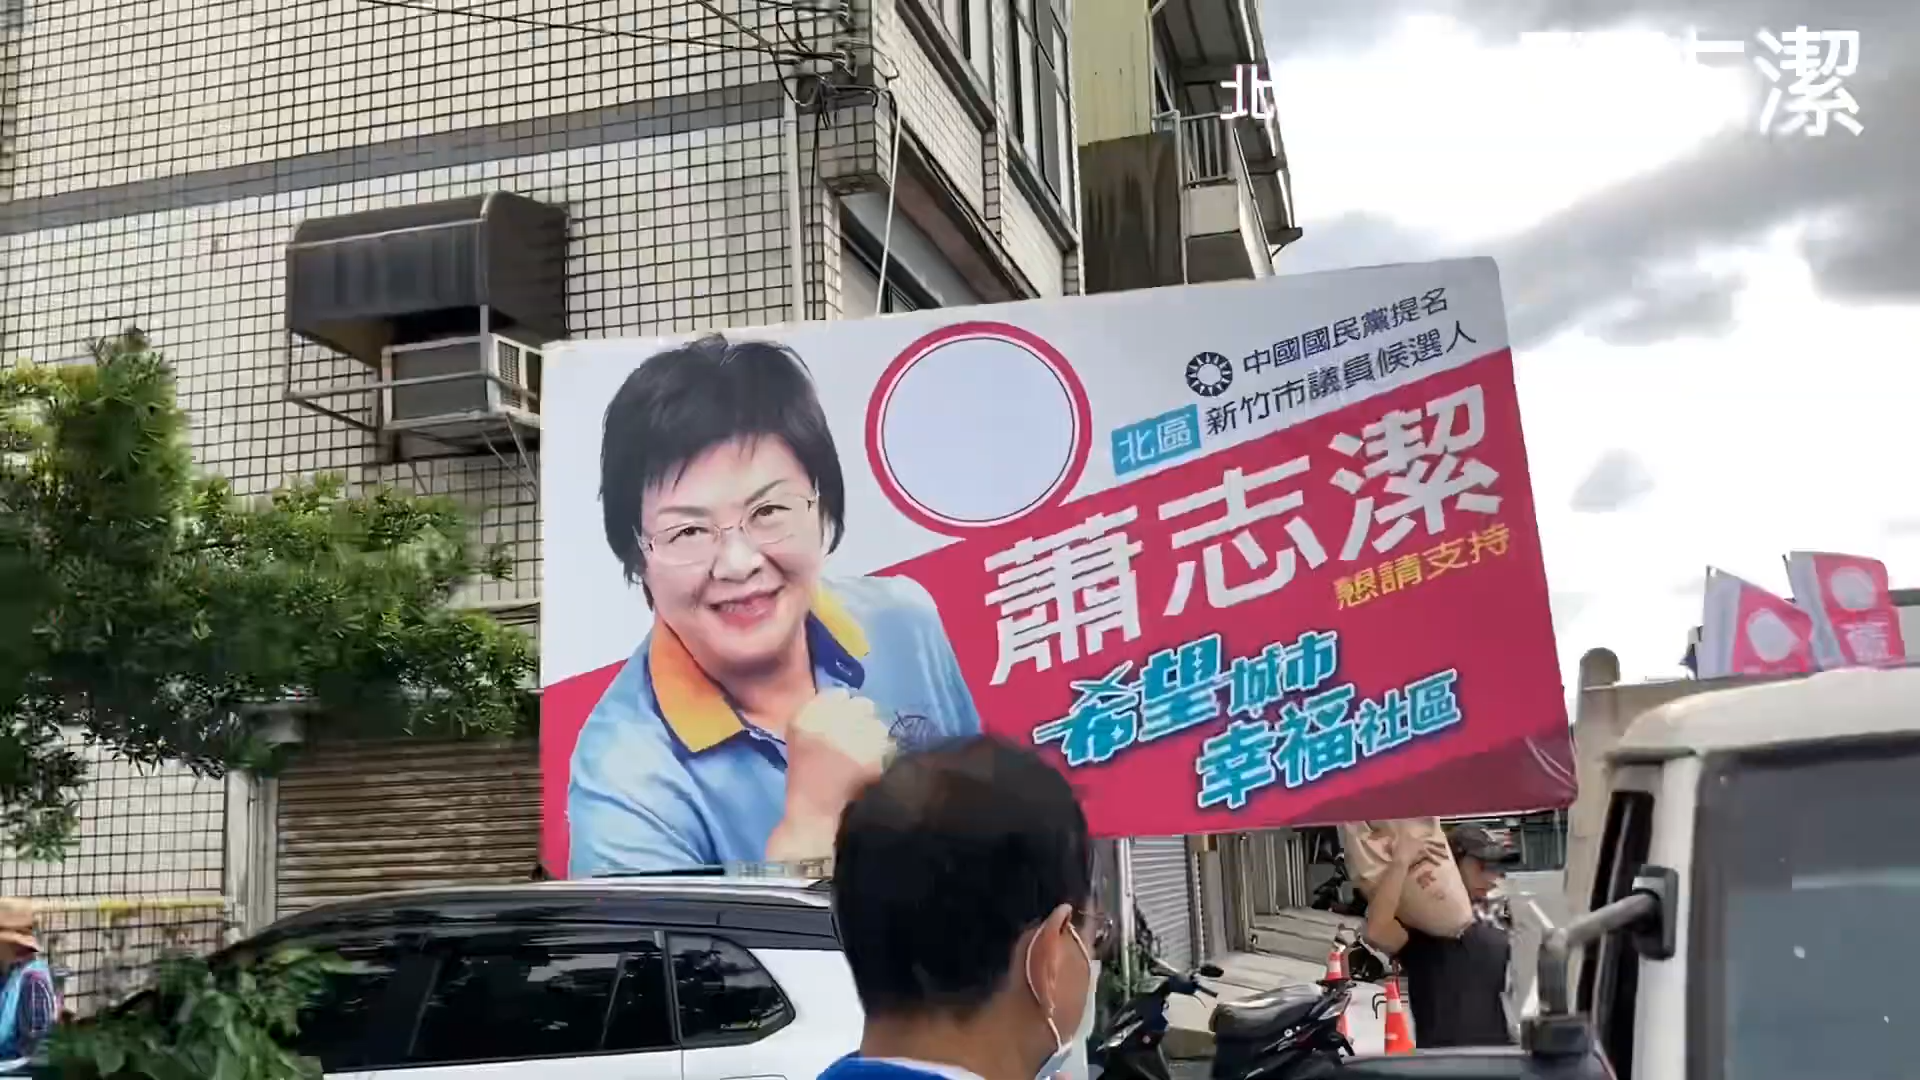 北 潔
中國國民黨提名
北區 新竹市議員候選人
蕭志潔
懇請支持
希望城市
幸福社區